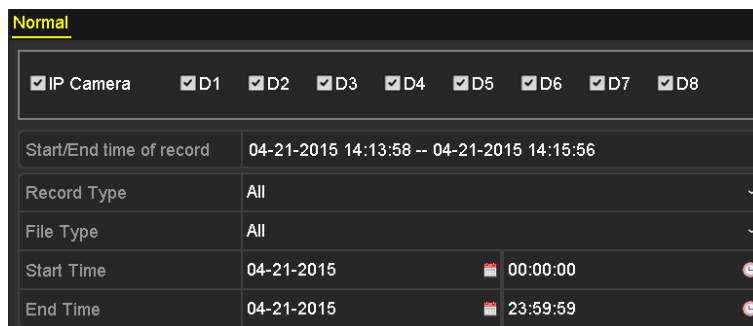 Normal
IP Camera D1 D2 D3 D4 D5 D6 D7 D8
Start/End time of record 04-21-2015 14:13:58 -- 04-21-2015 14:15:56
Record Type All
File Type All
Start Time 04-21-2015 00:00:00
End Time 04-21-2015 23:59:59